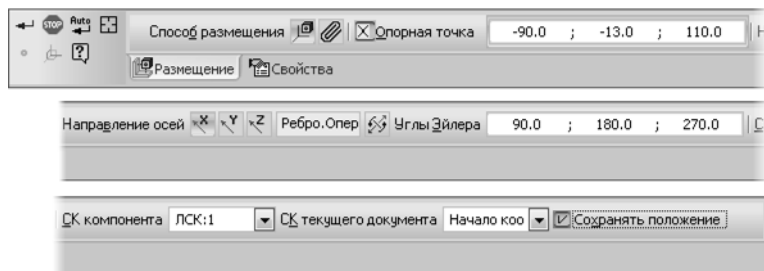 STOP Auto Способ размещения Опорная точка -90.0 ; -13.0 ; 110.0
? Размещение Свойства
Направление осей X Y Z Ребро.Опер Углы Эйлера 90.0 ; 180.0 ; 270.0
СК компонента ЛСК:1 СК текущего документа Начало коо Сохранять положение